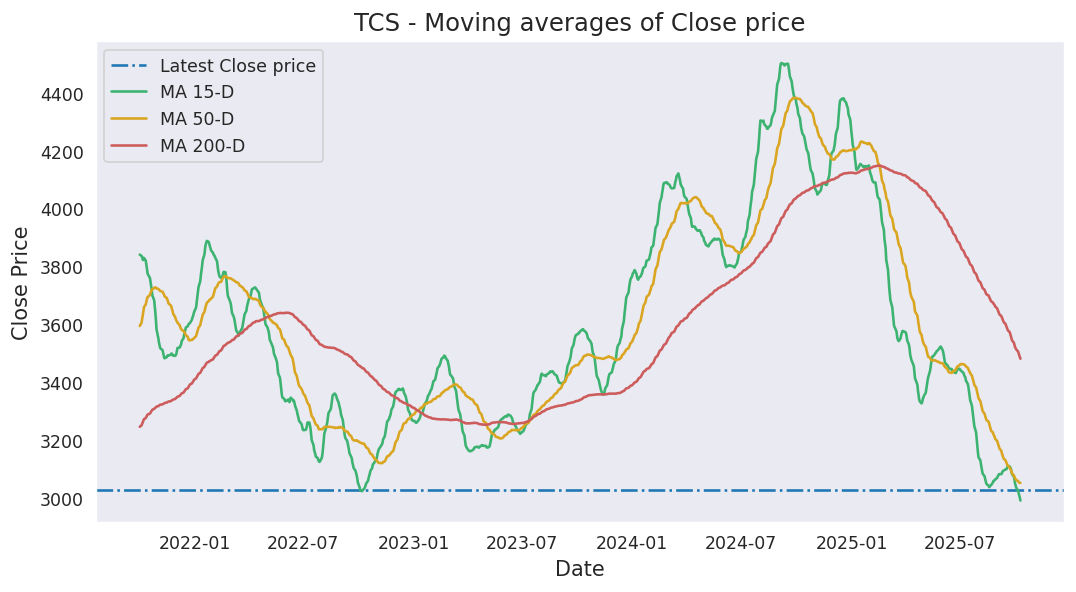 TCS - Moving averages of Close price
Latest Close price
MA 15-D
MA 50-D
MA 200-D
Close Price
4400
4200
4000
3800
3600
3400
3200
3000
2022-01 2022-07 2023-01 2023-07 2024-01 2024-07 2025-01 2025-07
Date